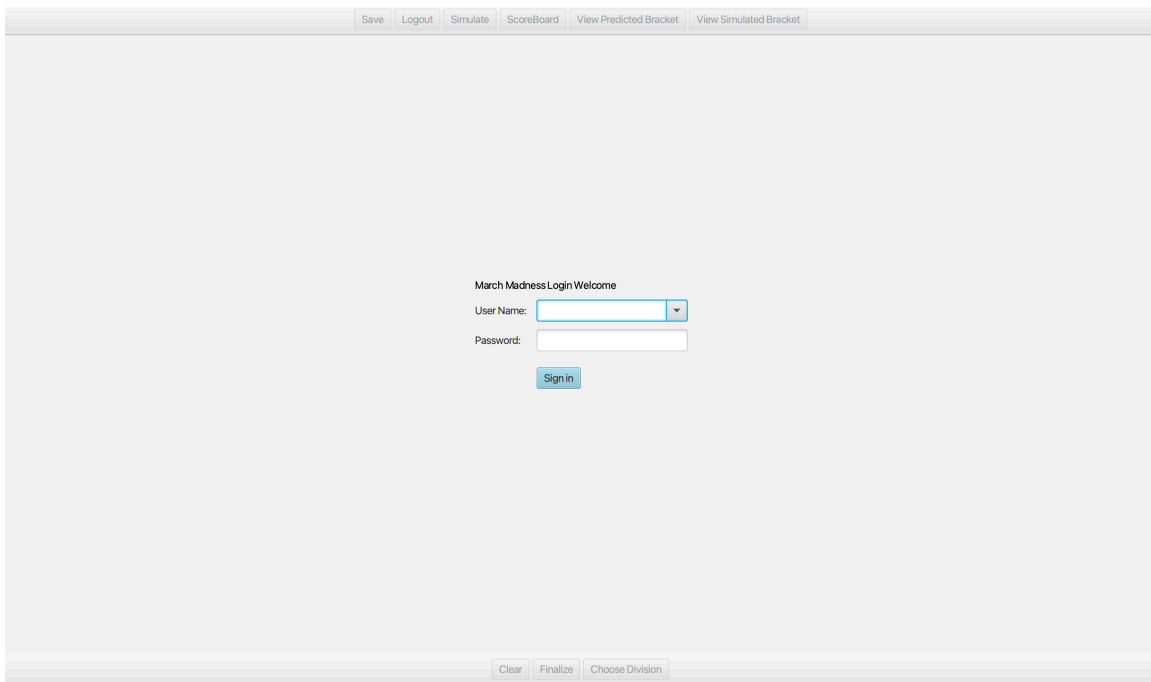 Save Logout Simulate ScoreBoard View Predicted Bracket View Simulated Bracket
March Madness Login Welcome
User Name:
Password:
Sign in
Clear Finalize Choose Division